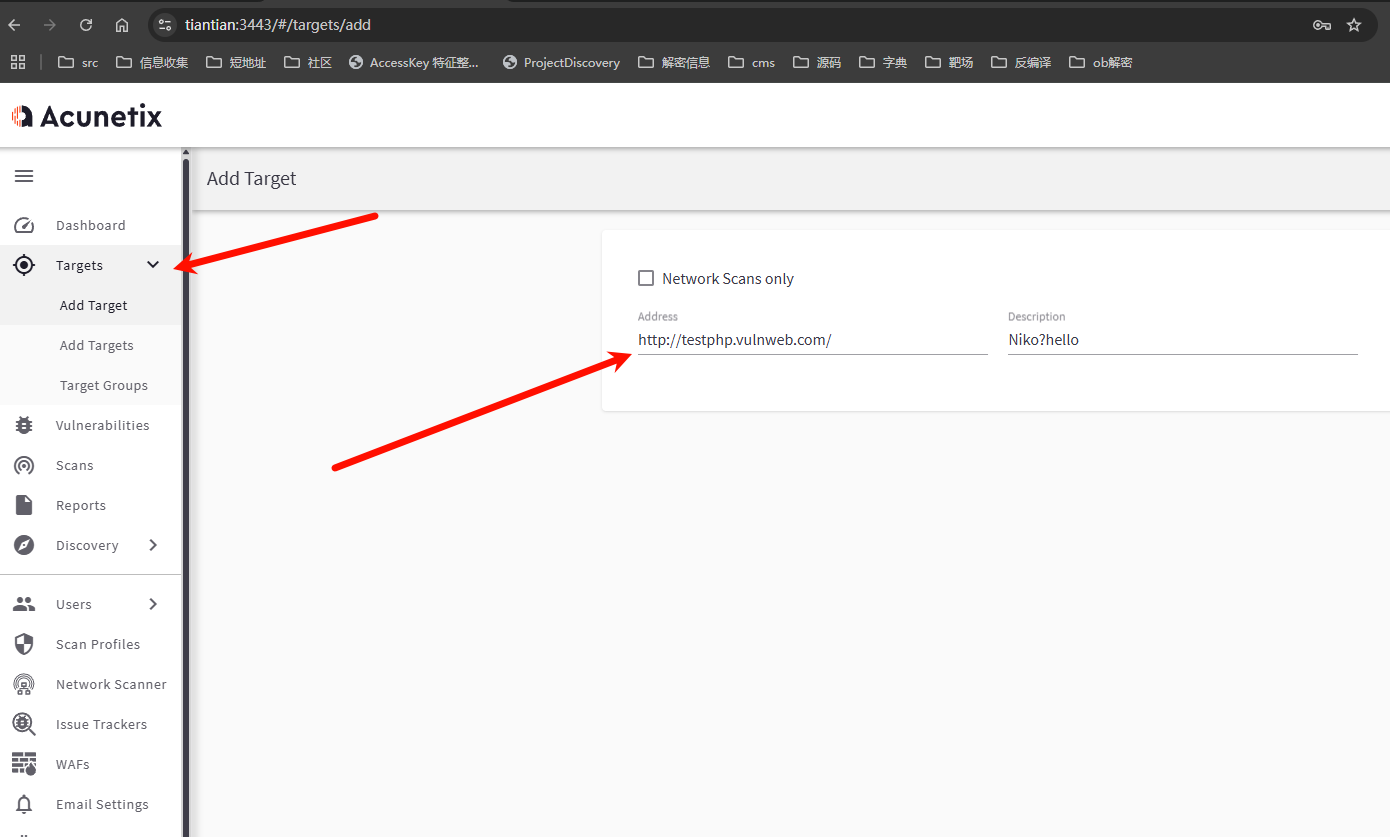 tiantian:3443/#/targets/add
src 信息收集 短地址 社区 AccessKey 特征整... ProjectDiscovery 解密信息 cms 源码 字典 靶场 反编译 ob解密
Acunetix
Add Target
Dashboard
Targets
Add Target
Add Targets
Target Groups
Vulnerabilities
Scans
Reports
Discovery
Users
Scan Profiles
Network Scanner
Issue Trackers
WAFs
Email Settings
Network Scans only
Address Description
http://testphp.vulnweb.com/ Niko?hello